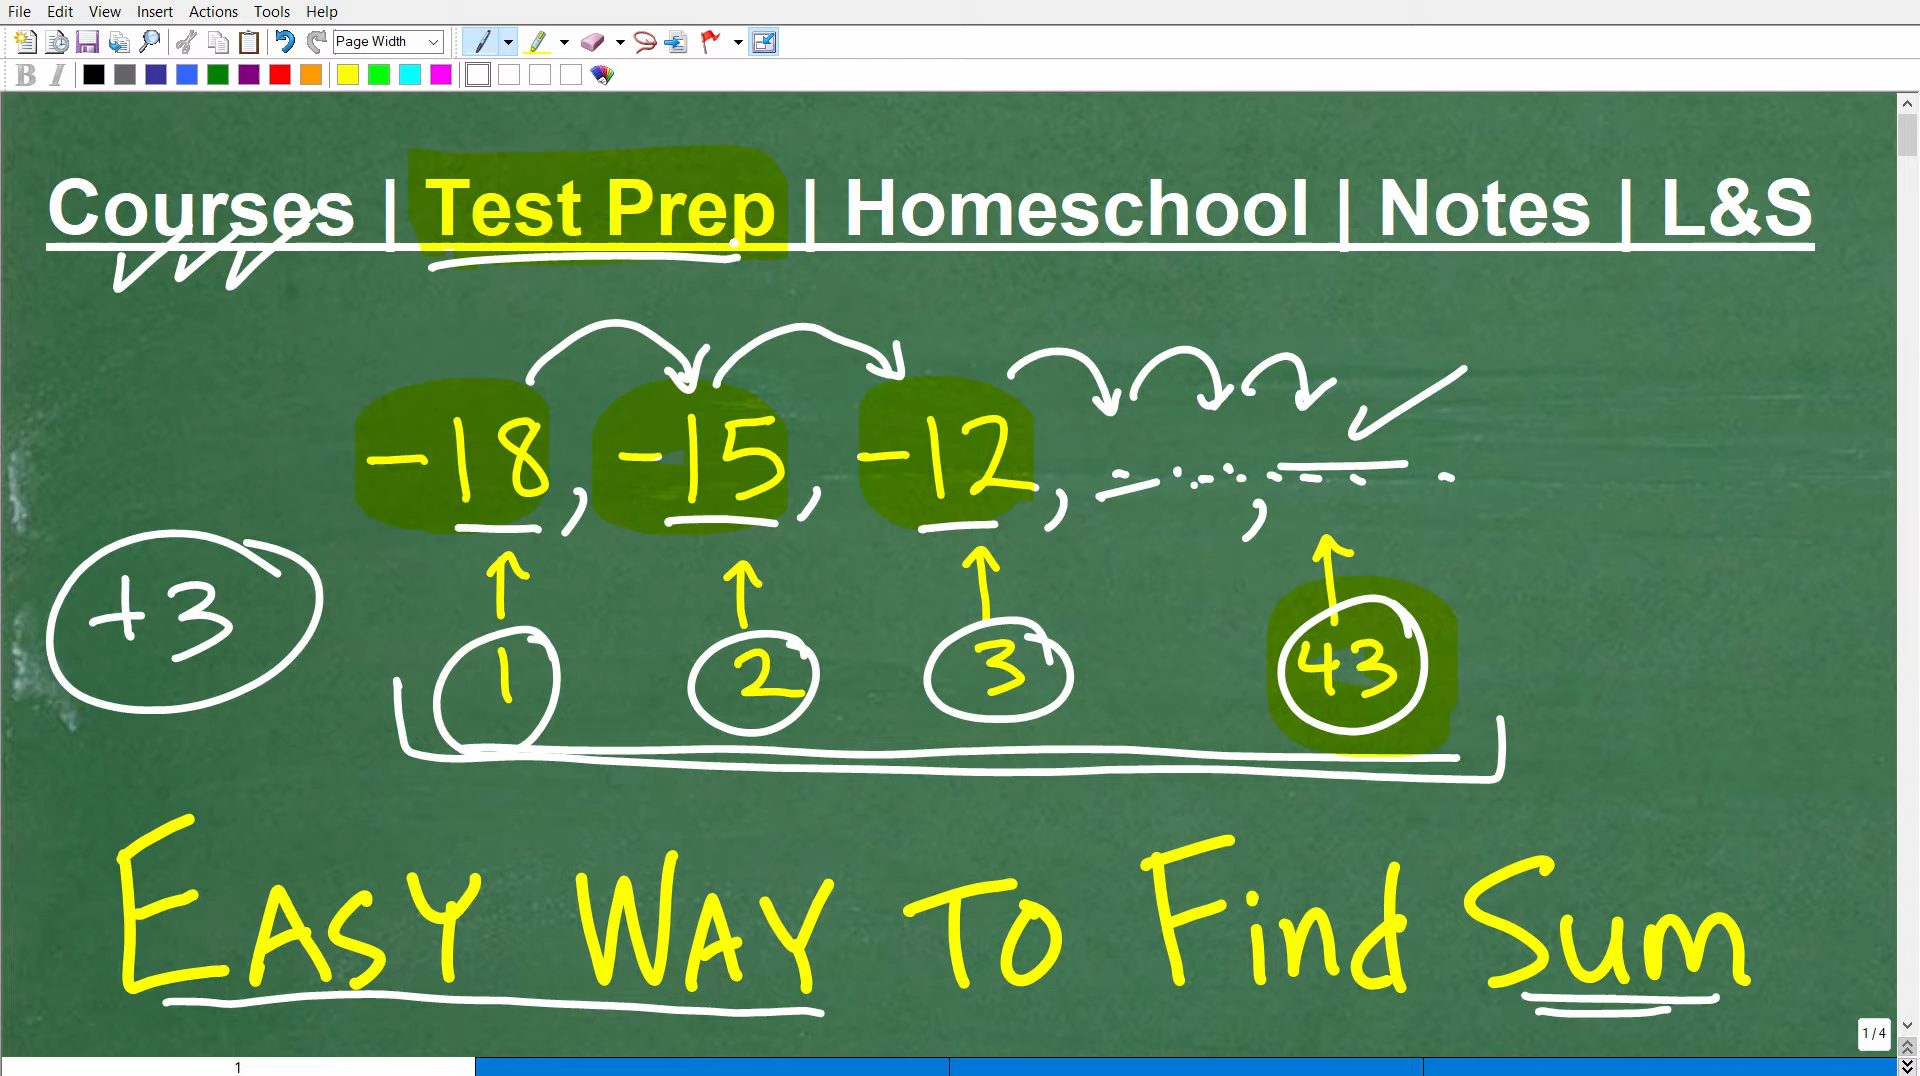 File Edit View Insert Actions Tools Help
Page Width
B I
Courses | Test Prep | Homeschool | Notes | L&S
-18, -15, -12,
+3
1 2 3 43
EASY WAY TO Find Sum
1 / 4
1